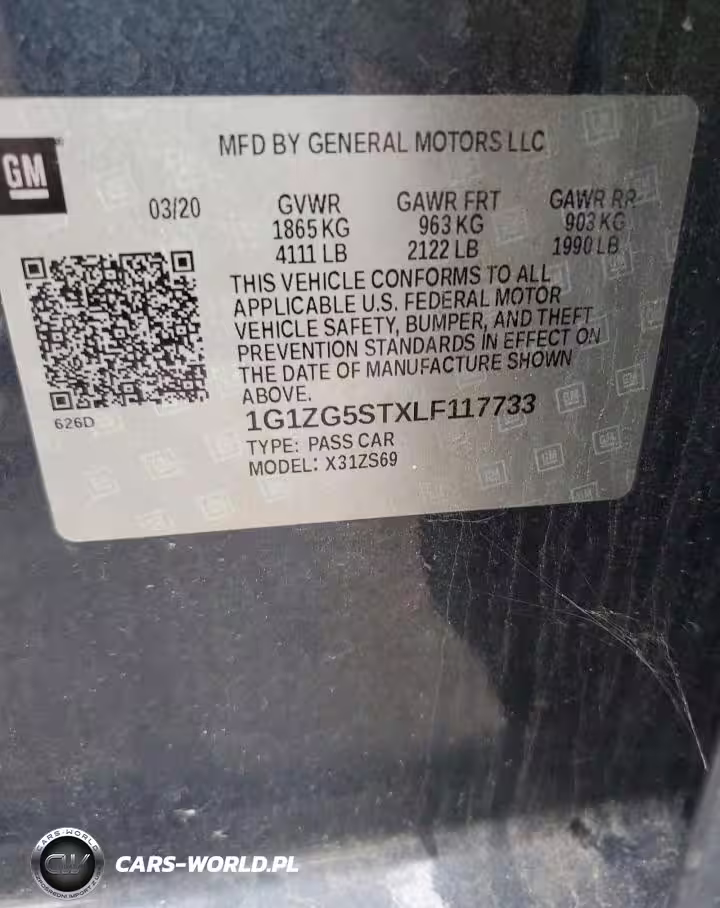 MFD BY GENERAL MOTORS LLC
GM
03/20
GVWR GAWR FRT GAWR RR
1865 KG 963 KG 903 KG
4111 LB 2122 LB 1990 LB
THIS VEHICLE CONFORMS TO ALL
APPLICABLE U.S. FEDERAL MOTOR
VEHICLE SAFETY, BUMPER, AND THEFT
PREVENTION STANDARDS IN EFFECT ON
THE DATE OF MANUFACTURE SHOWN
ABOVE.
626D
1G1ZG5STXLF117733
TYPE: PASS CAR
MODEL: X31ZS69
CARS-WORLD
CW
CARS-WORLD.PL